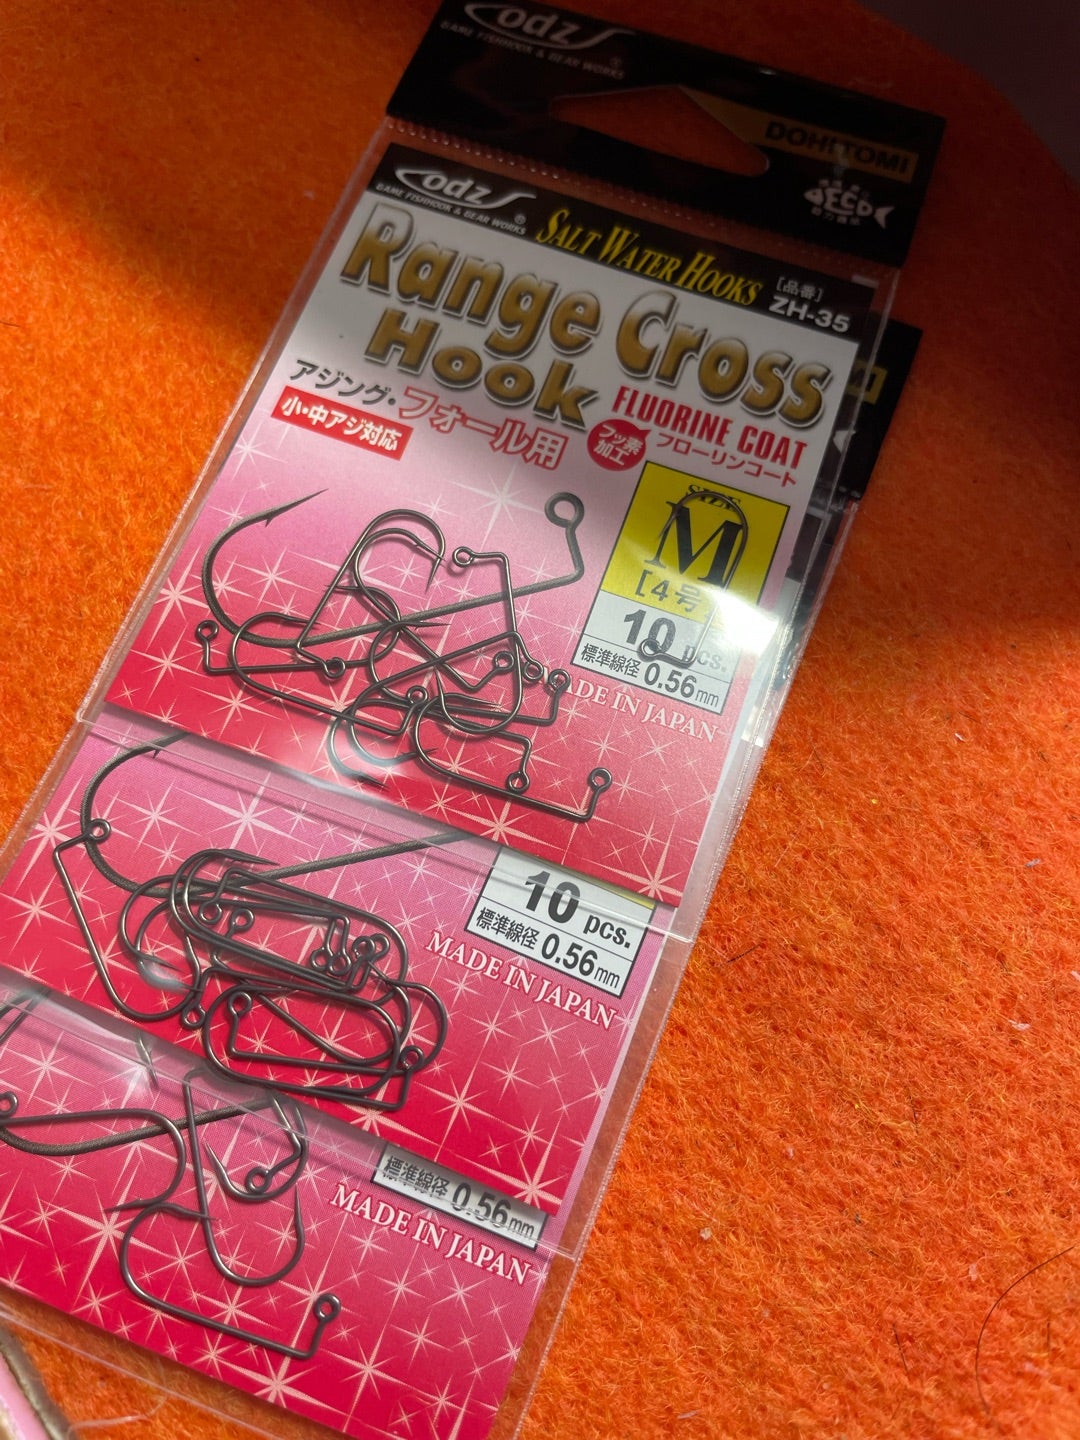 odz
GAME FISHHOOK & GEAR WORKS
DOHITOMI
odz
GAME FISHHOOK & GEAR WORKS
SALT WATER HOOKS
[品番]
ZH-35
Range Cross
Hook
アジング・フォール用
小・中アジ対応
フッ素
加工
FLUORINE COAT
フローリンコート
SIZE
M
[4号]
10 pcs.
標準線径 0.56mm
MADE IN JAPAN
10 pcs.
標準線径 0.56mm
MADE IN JAPAN
標準線径 0.56mm
MADE IN JAPAN